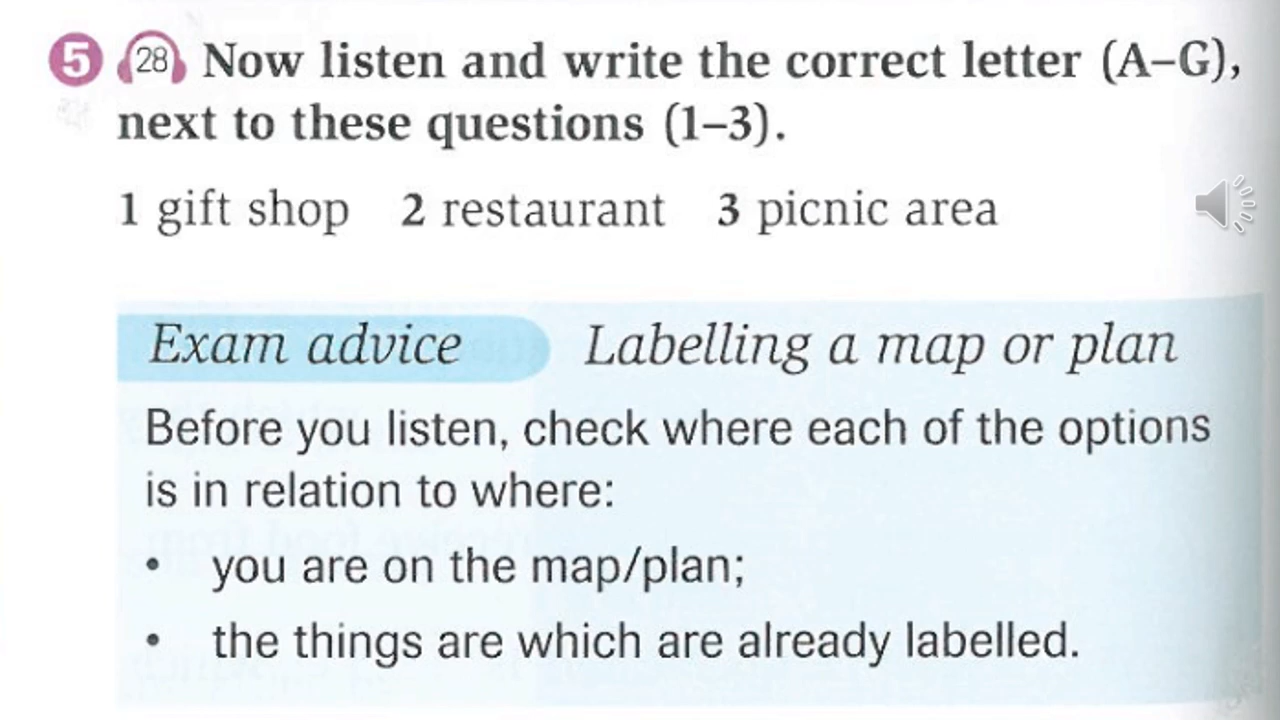 5 28 Now listen and write the correct letter (A–G),
next to these questions (1–3).
1 gift shop 2 restaurant 3 picnic area
Exam advice Labelling a map or plan
Before you listen, check where each of the options
is in relation to where:
• you are on the map/plan;
• the things are which are already labelled.